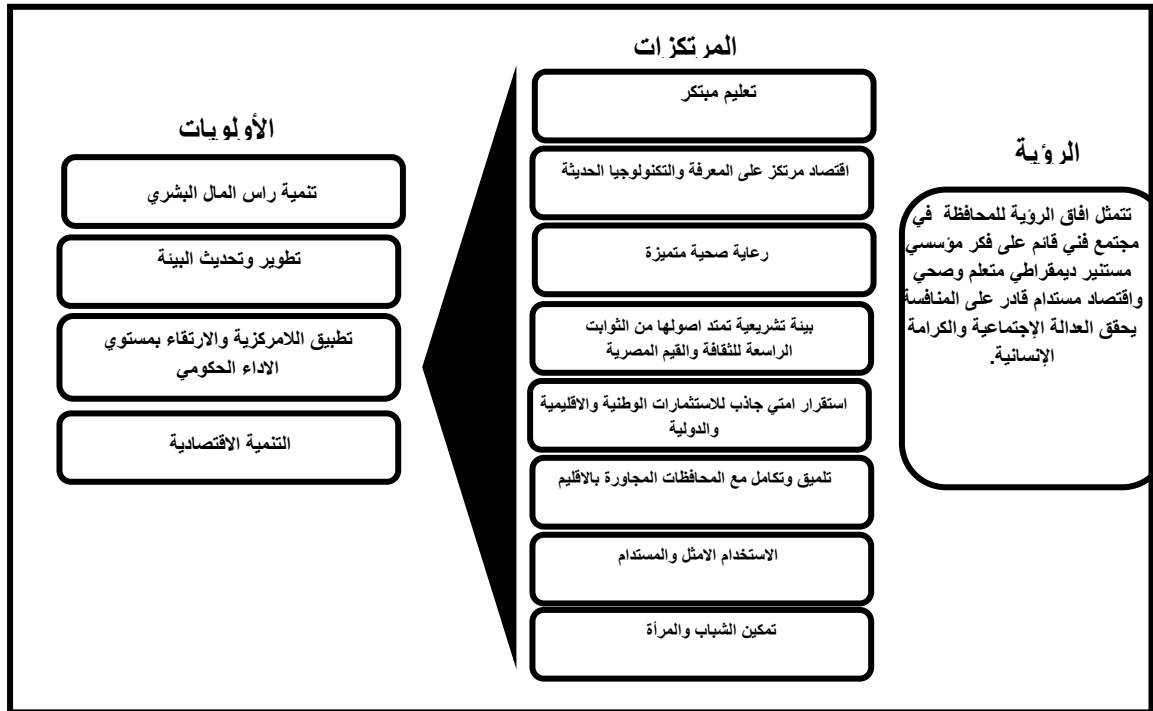 الرؤية
تتمثل افاق الرؤية للمحافظة في
مجتمع فني قائم على فكر مؤسسي
مستنير ديمقراطي متعلم وصحي
واقتصاد مستدام قادر على المنافسة
يحقق العدالة الإجتماعية والكرامة
الإنسانية.
المرتكزات
تعليم مبتكر
اقتصاد مرتكز على المعرفة والتكنولوجيا الحديثة
رعاية صحية متميزة
بيئة تشريعية تمتد اصولها من الثوابت
الراسعة للثقافة والقيم المصرية
استقرار امتي جاذب للاستثمارات الوطنية والاقليمية
والدولية
تلميق وتكامل مع المحافظات المجاورة بالاقليم
الاستخدام الامثل والمستدام
تمكين الشباب والمرأة
الأولويات
تنمية راس المال البشري
تطوير وتحديث البيئة
تطبيق اللامركزية والارتقاء بمستوي
الاداء الحكومي
التنمية الاقتصادية